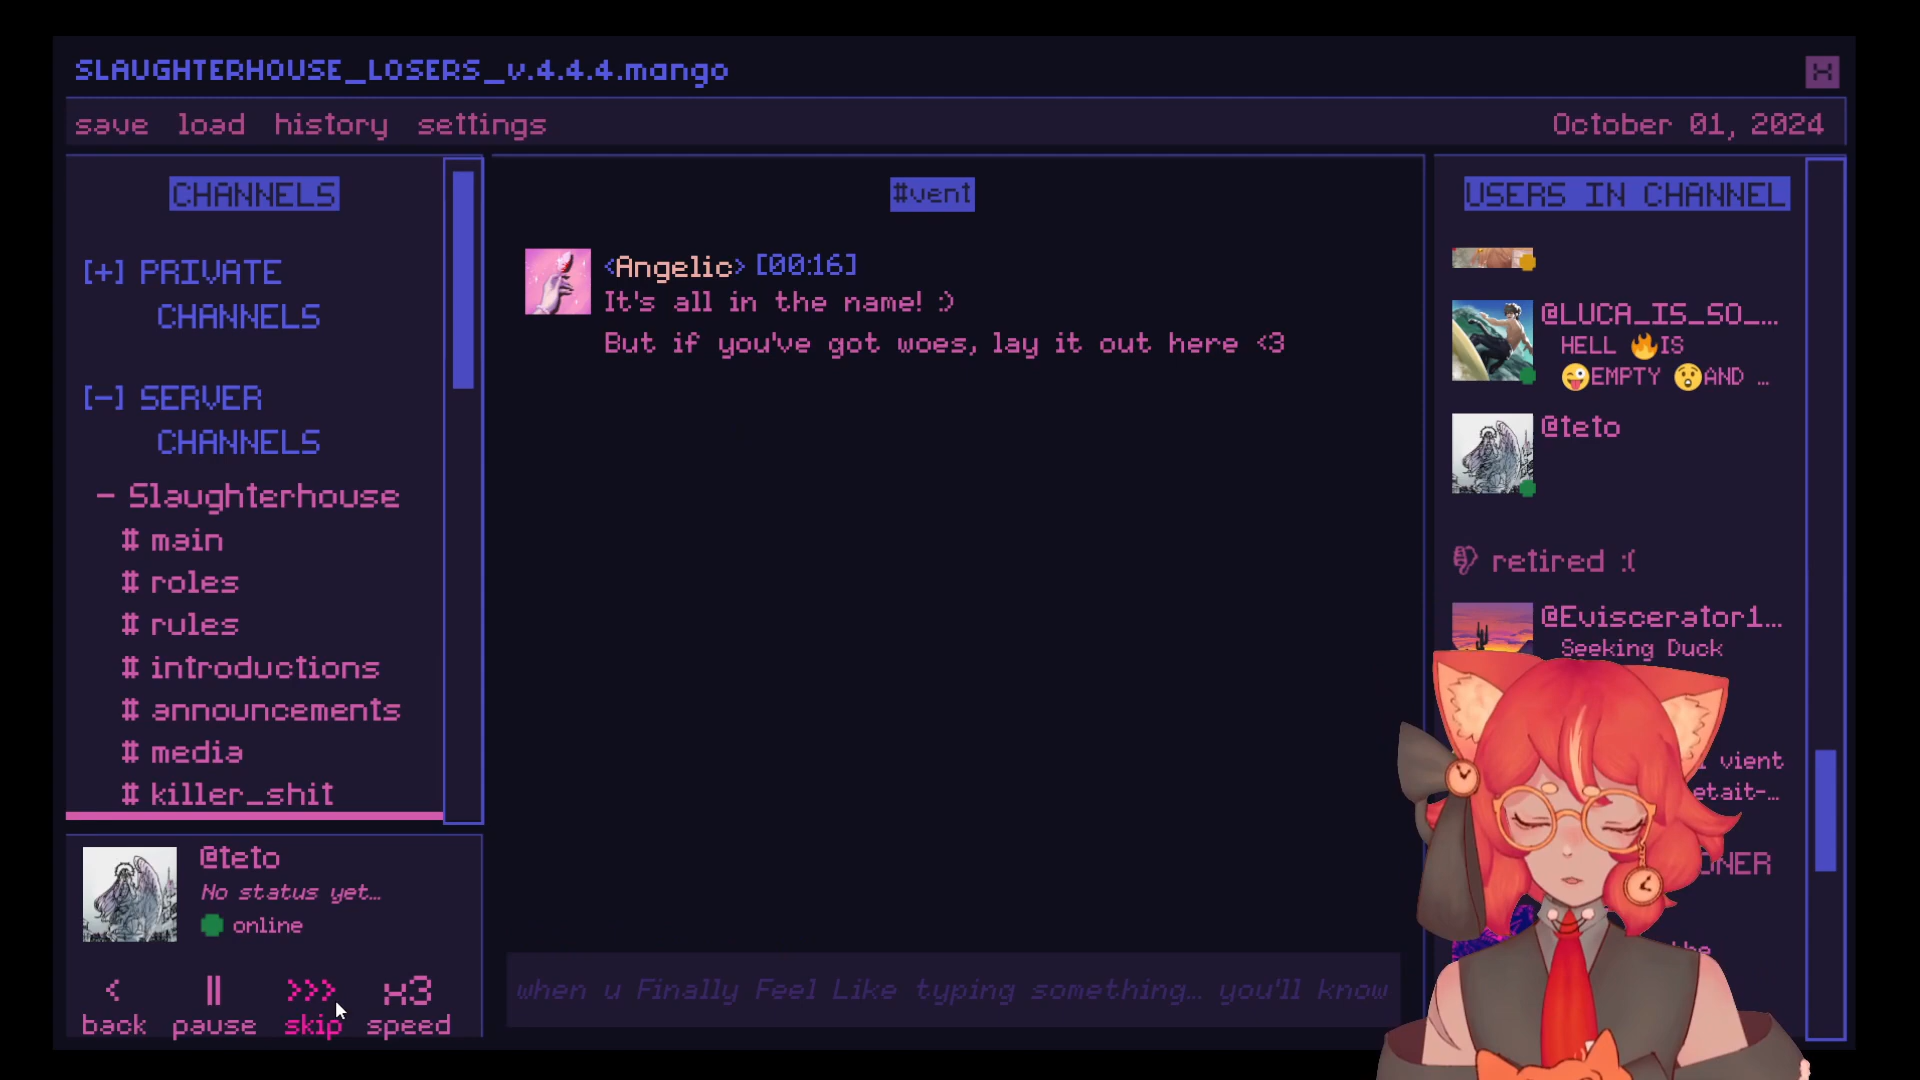 SLAUGHTERHOUSE_LOSERS_v.4.4.4.mango
save load history settings
October 01, 2024
CHANNELS
[+] PRIVATE
CHANNELS
[-] SERVER
CHANNELS
- Slaughterhouse
# main
# roles
# rules
# introductions
# announcements
# media
# killer_shit
@teto
No status yet...
online
< || >>> x3
back pause skip speed
#vent
<Angelic> [00:16]
It's all in the name! :)
But if you've got woes, lay it out here <3
when u Finally Feel Like typing something... you'll know
USERS IN CHANNEL
@LUCA_IS_SO_...
HELL 🔥IS
😜EMPTY 😲AND ...
@teto
retired :(
@Eviscerator1...
Seeking Duck
vient
etait-...